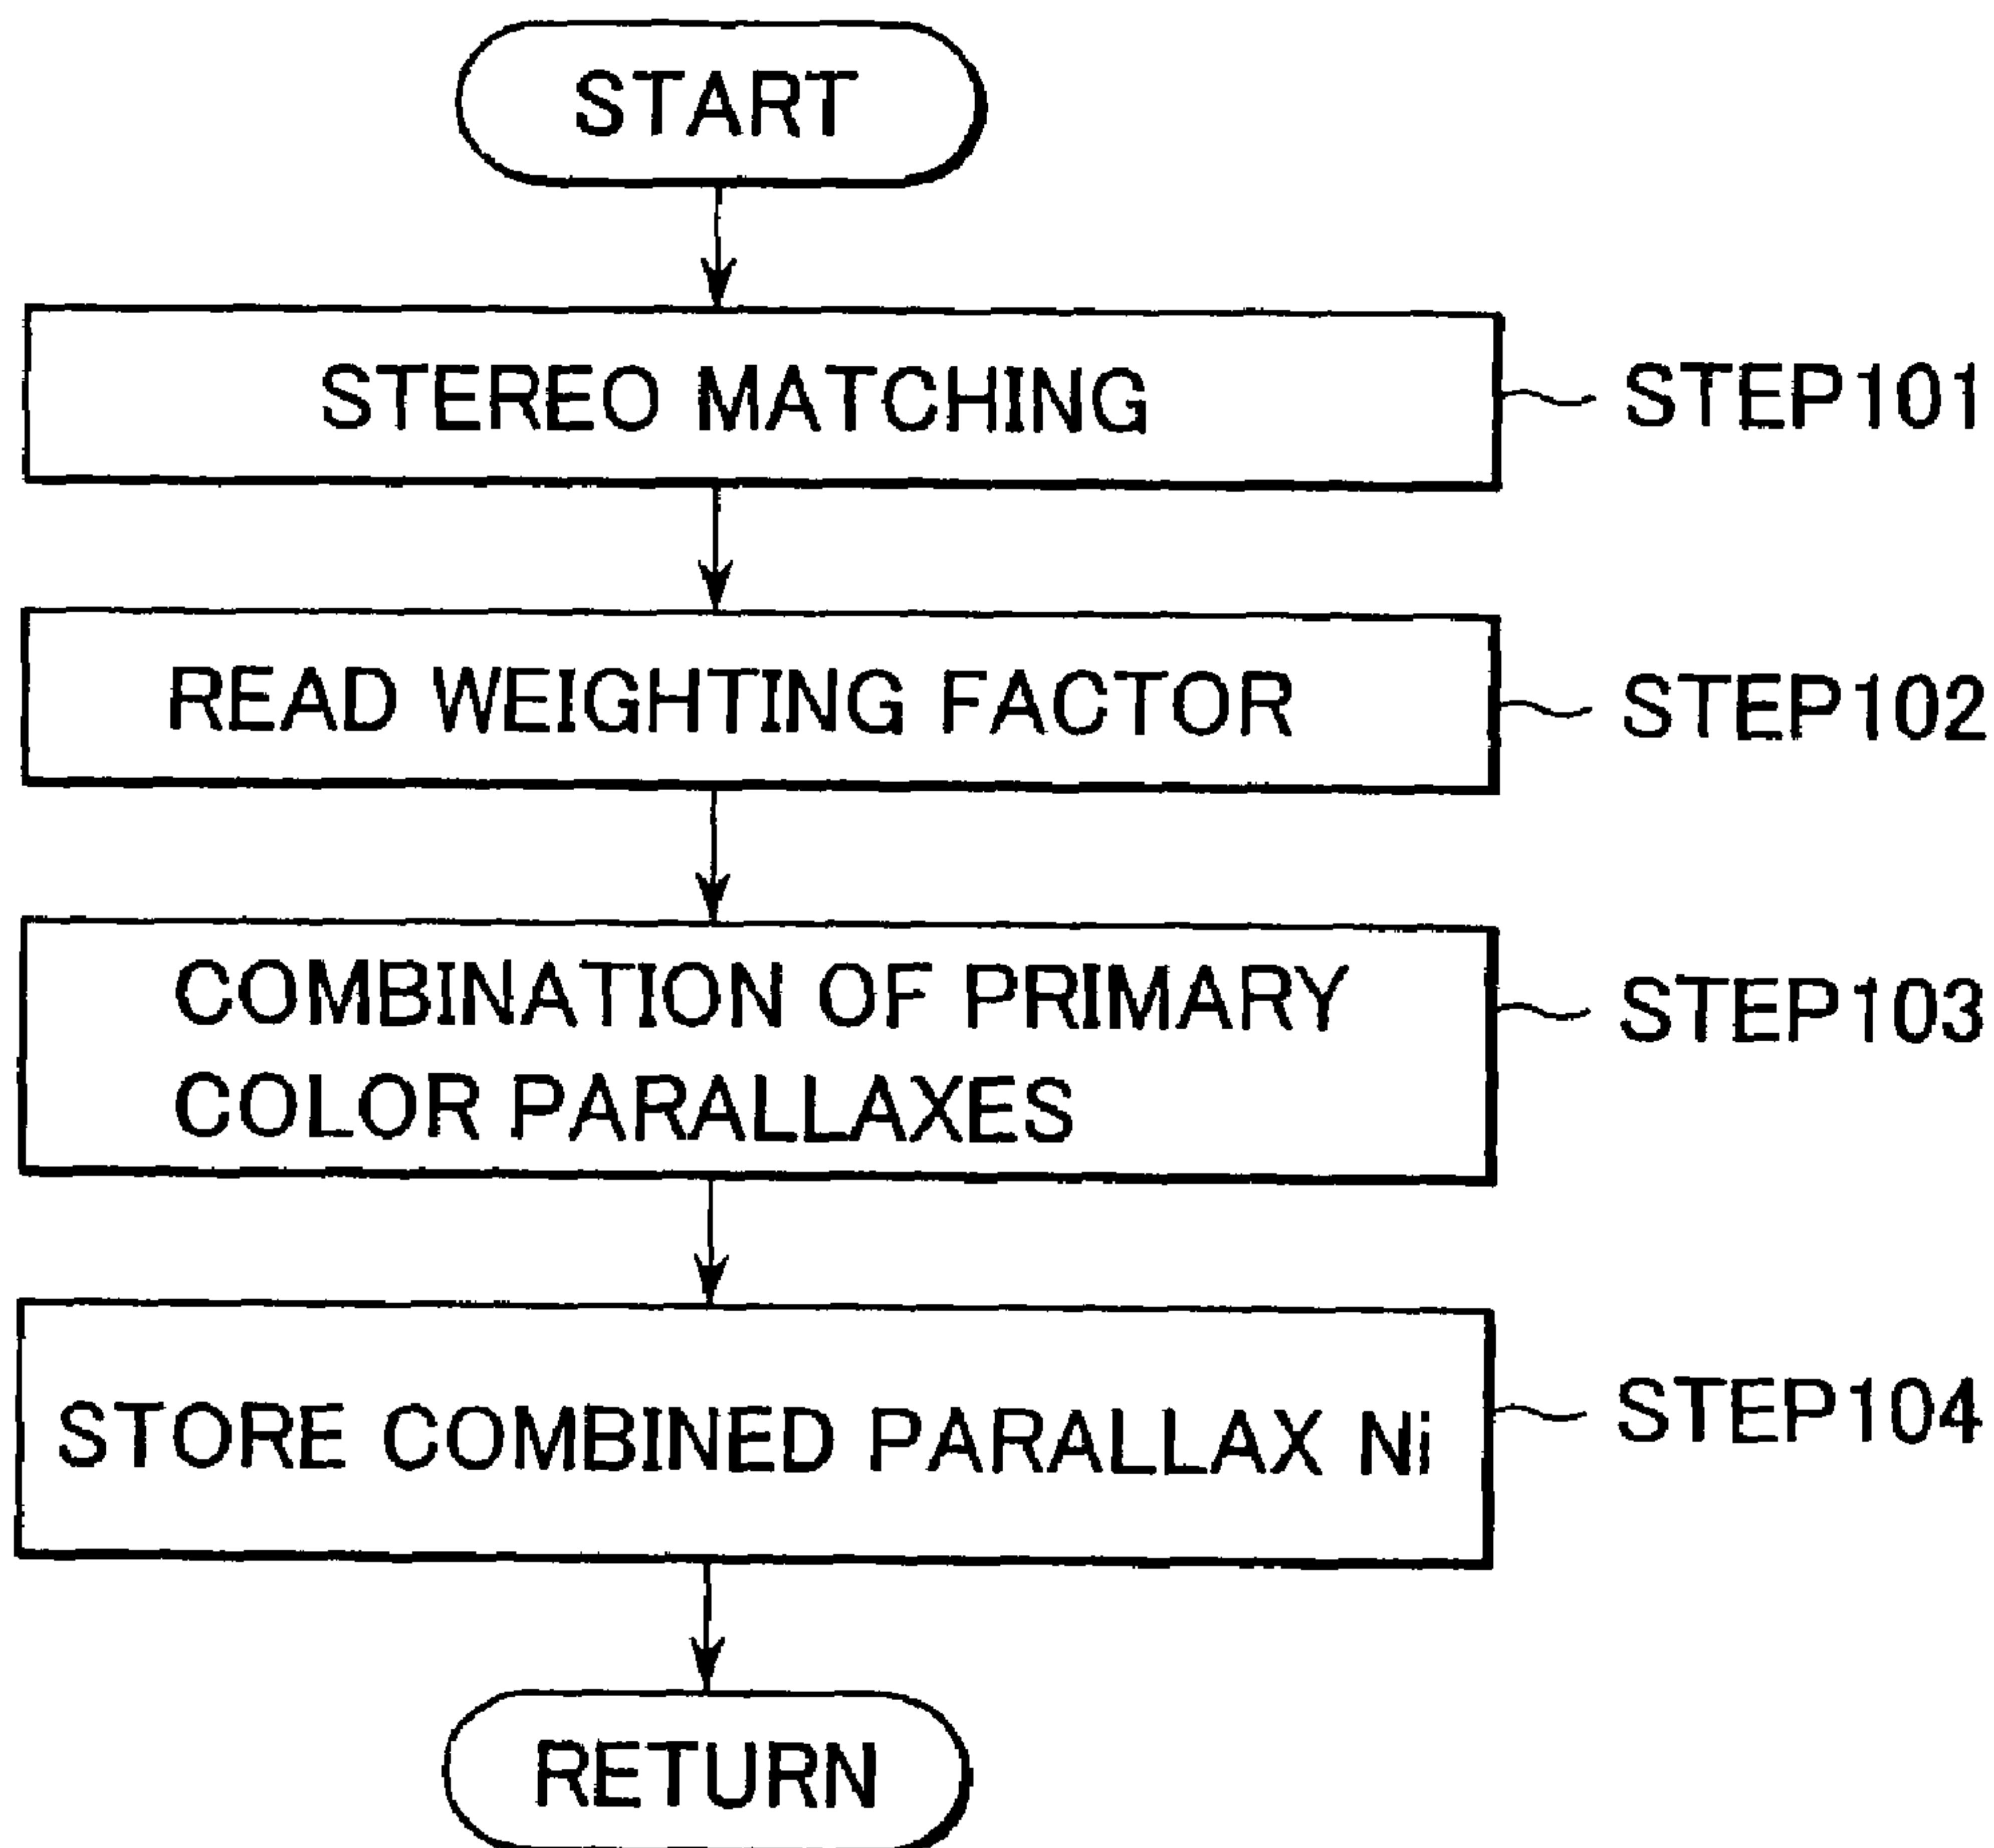 START
STEREO MATCHING
STEP101
READ WEIGHTING FACTOR
STEP102
COMBINATION OF PRIMARY
COLOR PARALLAXES
STEP103
STORE COMBINED PARALLAX Ni
STEP104
RETURN